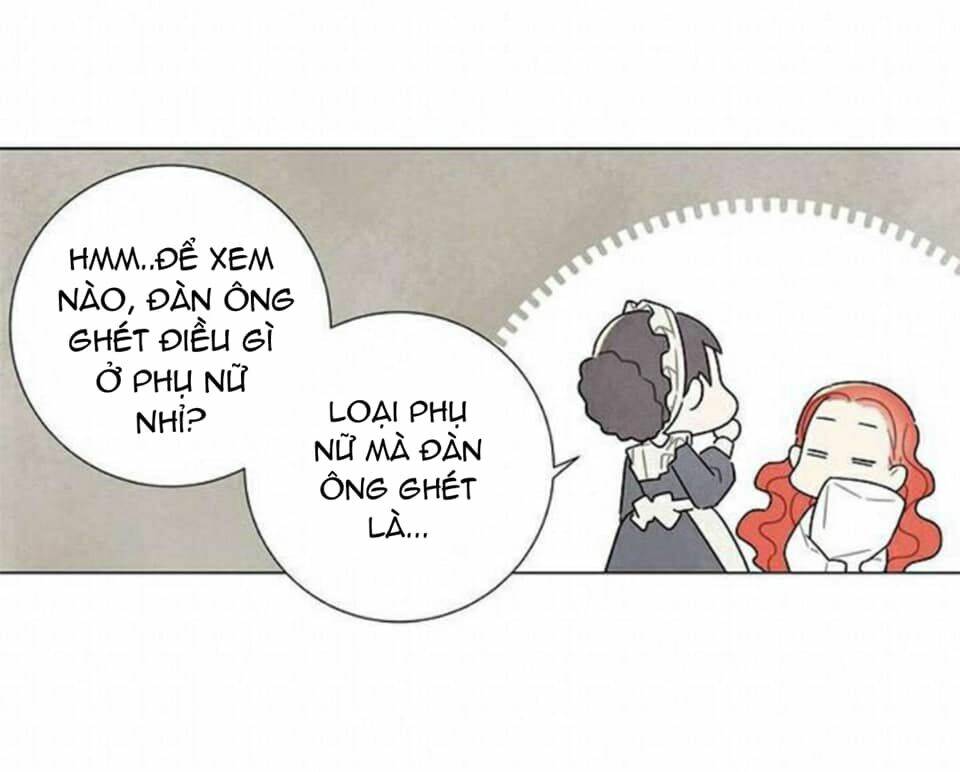 HMM..ĐỂ XEM
NÀO, ĐÀN ÔNG
GHÉT ĐIỀU GÌ
Ở PHỤ NỮ
NHỈ?
LOẠI PHỤ
NỮ MÀ ĐÀN
ÔNG GHÉT
LÀ...